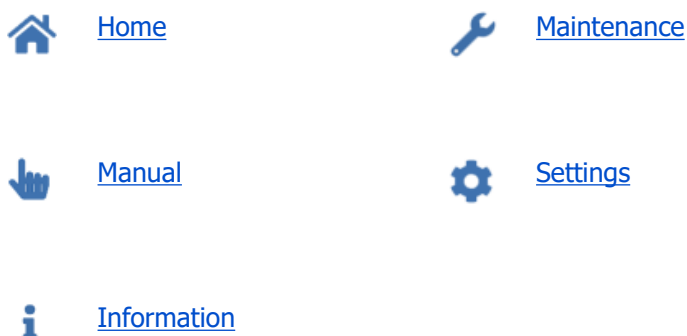 Home
Maintenance
Manual
Settings
Information